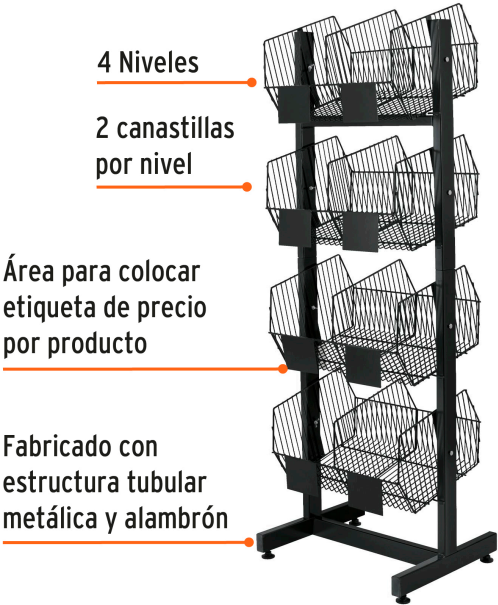 4 Niveles
2 canastillas
por nivel
Área para colocar
etiqueta de precio
por producto
Fabricado con
estructura tubular
metálica y alambrón